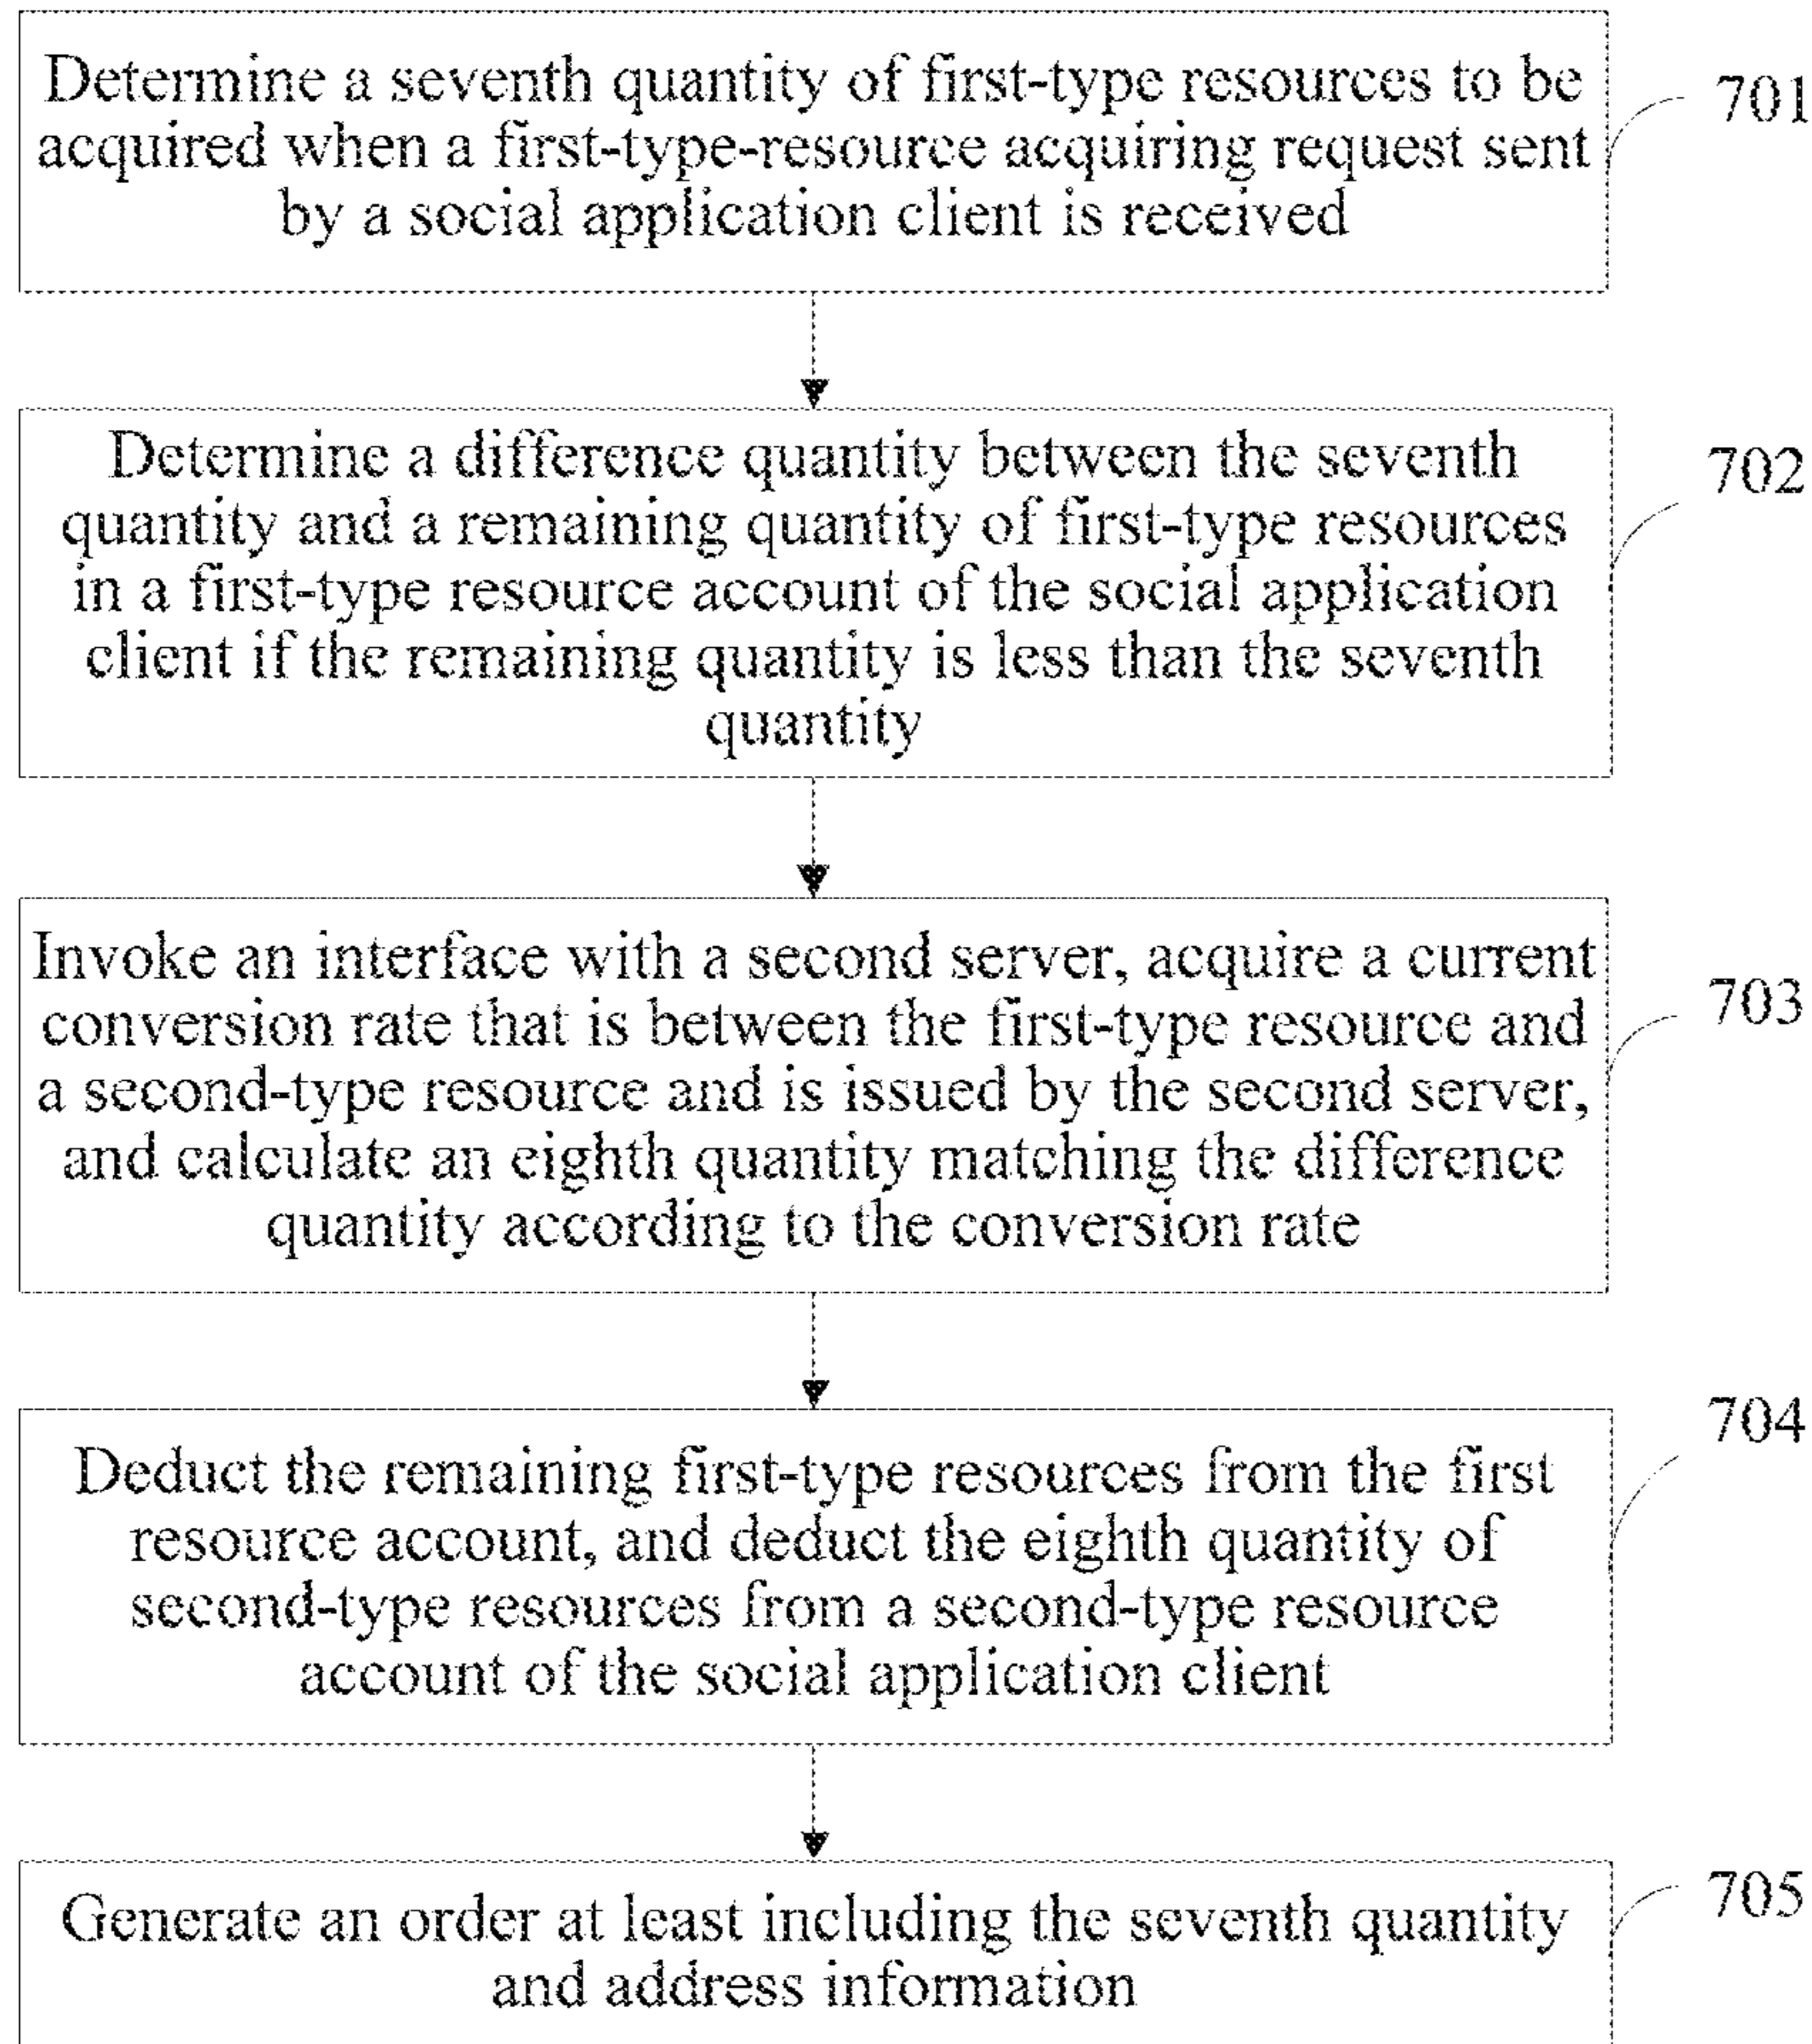 Determine a seventh quantity of first-type resources to be
acquired when a first-type-resource acquiring request sent
by a social application client is received
701
Determine a difference quantity between the seventh
quantity and a remaining quantity of first-type resources
in a first-type resource account of the social application
client if the remaining quantity is less than the seventh
quantity
702
Invoke an interface with a second server, acquire a current
conversion rate that is between the first-type resource and
a second-type resource and is issued by the second server,
and calculate an eighth quantity matching the difference
quantity according to the conversion rate
703
Deduct the remaining first-type resources from the first
resource account, and deduct the eighth quantity of
second-type resources from a second-type resource
account of the social application client
704
Generate an order at least including the seventh quantity
and address information
705